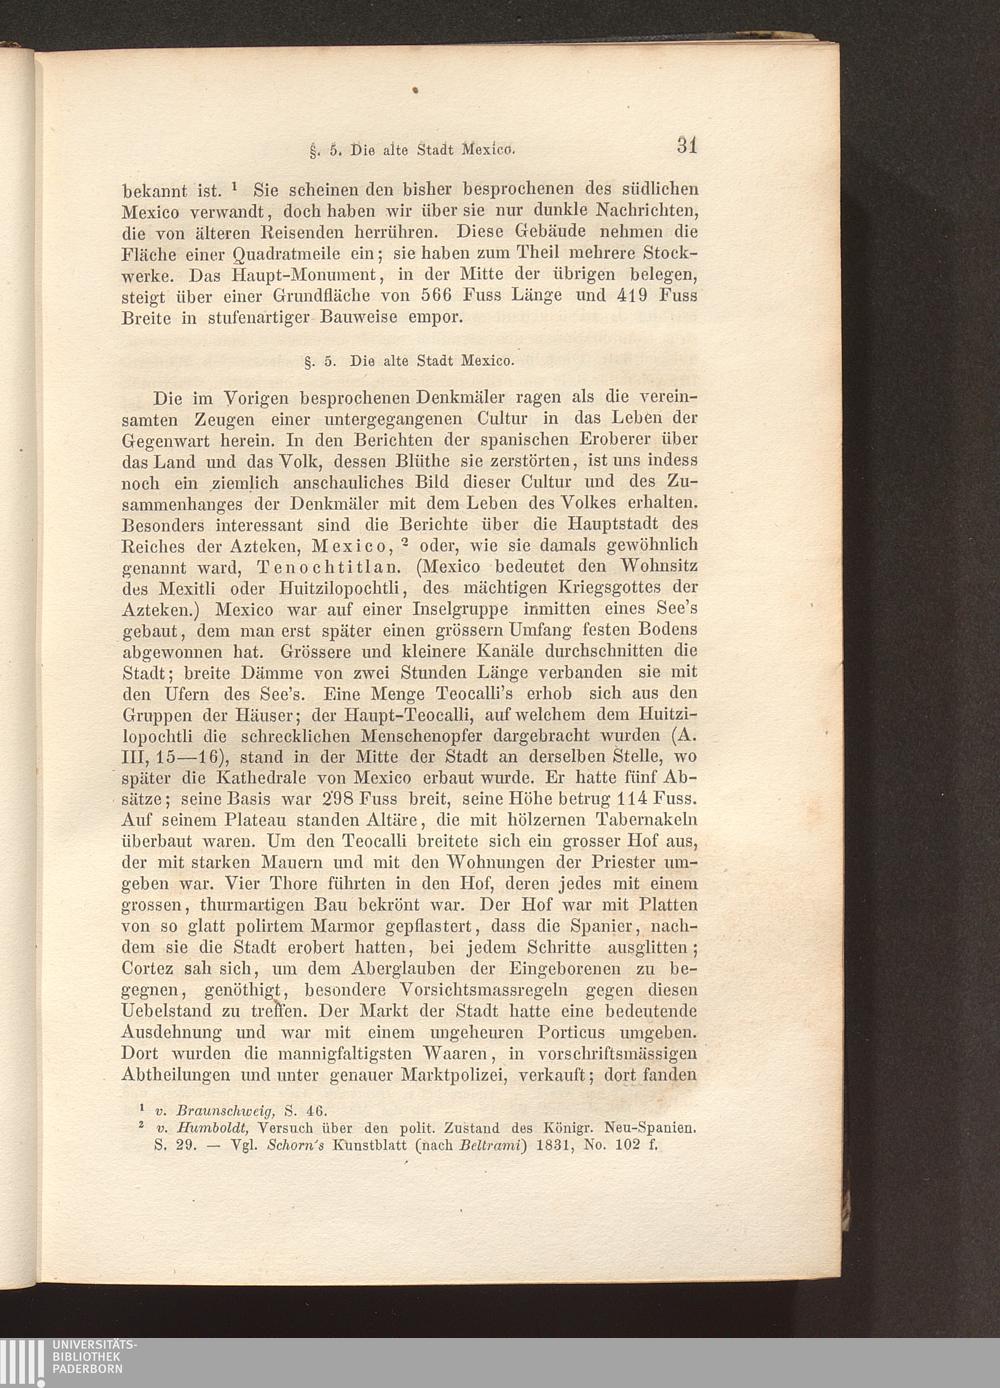 §. 5. Die alte Stadt Mexico. 31
bekannt ist. ¹ Sie scheinen den bisher besprochenen des südlichen
Mexico verwandt, doch haben wir über sie nur dunkle Nachrichten,
die von älteren Reisenden herrühren. Diese Gebäude nehmen die
Fläche einer Quadratmeile ein; sie haben zum Theil mehrere Stock-
werke. Das Haupt-Monument, in der Mitte der übrigen belegen,
steigt über einer Grundfläche von 566 Fuss Länge und 419 Fuss
Breite in stufenartiger Bauweise empor.
§. 5. Die alte Stadt Mexico.
Die im Vorigen besprochenen Denkmäler ragen als die verein-
samten Zeugen einer untergegangenen Cultur in das Leben der
Gegenwart herein. In den Berichten der spanischen Eroberer über
das Land und das Volk, dessen Blüthe sie zerstörten, ist uns indess
noch ein ziemlich anschauliches Bild dieser Cultur und des Zu-
sammenhanges der Denkmäler mit dem Leben des Volkes erhalten.
Besonders interessant sind die Berichte über die Hauptstadt des
Reiches der Azteken, Mexico, ² oder, wie sie damals gewöhnlich
genannt ward, Tenochtitlan. (Mexico bedeutet den Wohnsitz
des Mexitli oder Huitzilopochtli, des mächtigen Kriegsgottes der
Azteken.) Mexico war auf einer Inselgruppe inmitten eines See's
gebaut, dem man erst später einen grössern Umfang festen Bodens
abgewonnen hat. Grössere und kleinere Kanäle durchschnitten die
Stadt; breite Dämme von zwei Stunden Länge verbanden sie mit
den Ufern des See's. Eine Menge Teocalli's erhob sich aus den
Gruppen der Häuser; der Haupt-Teocalli, auf welchem dem Huitzi-
lopochtli die schrecklichen Menschenopfer dargebracht wurden (A.
III, 15—16), stand in der Mitte der Stadt an derselben Stelle, wo
später die Kathedrale von Mexico erbaut wurde. Er hatte fünf Ab-
sätze; seine Basis war 298 Fuss breit, seine Höhe betrug 114 Fuss.
Auf seinem Plateau standen Altäre, die mit hölzernen Tabernakeln
überbaut waren. Um den Teocalli breitete sich ein grosser Hof aus,
der mit starken Mauern und mit den Wohnungen der Priester um-
geben war. Vier Thore führten in den Hof, deren jedes mit einem
grossen, thurmartigen Bau bekrönt war. Der Hof war mit Platten
von so glatt polirtem Marmor gepflastert, dass die Spanier, nach-
dem sie die Stadt erobert hatten, bei jedem Schritte ausglitten;
Cortez sah sich, um dem Aberglauben der Eingeborenen zu be-
gegnen, genöthigt, besondere Vorsichtsmassregeln gegen diesen
Uebelstand zu treffen. Der Markt der Stadt hatte eine bedeutende
Ausdehnung und war mit einem ungeheuren Porticus umgeben.
Dort wurden die mannigfaltigsten Waaren, in vorschriftsmässigen
Abtheilungen und unter genauer Marktpolizei, verkauft; dort fanden
¹ v. Braunschweig, S. 46.
² v. Humboldt, Versuch über den polit. Zustand des Königr. Neu-Spanien.
S. 29. — Vgl. Schorn's Kunstblatt (nach Beltrami) 1831, No. 102 f.
UNIVERSITÄTS-
BIBLIOTHEK
PADERBORN